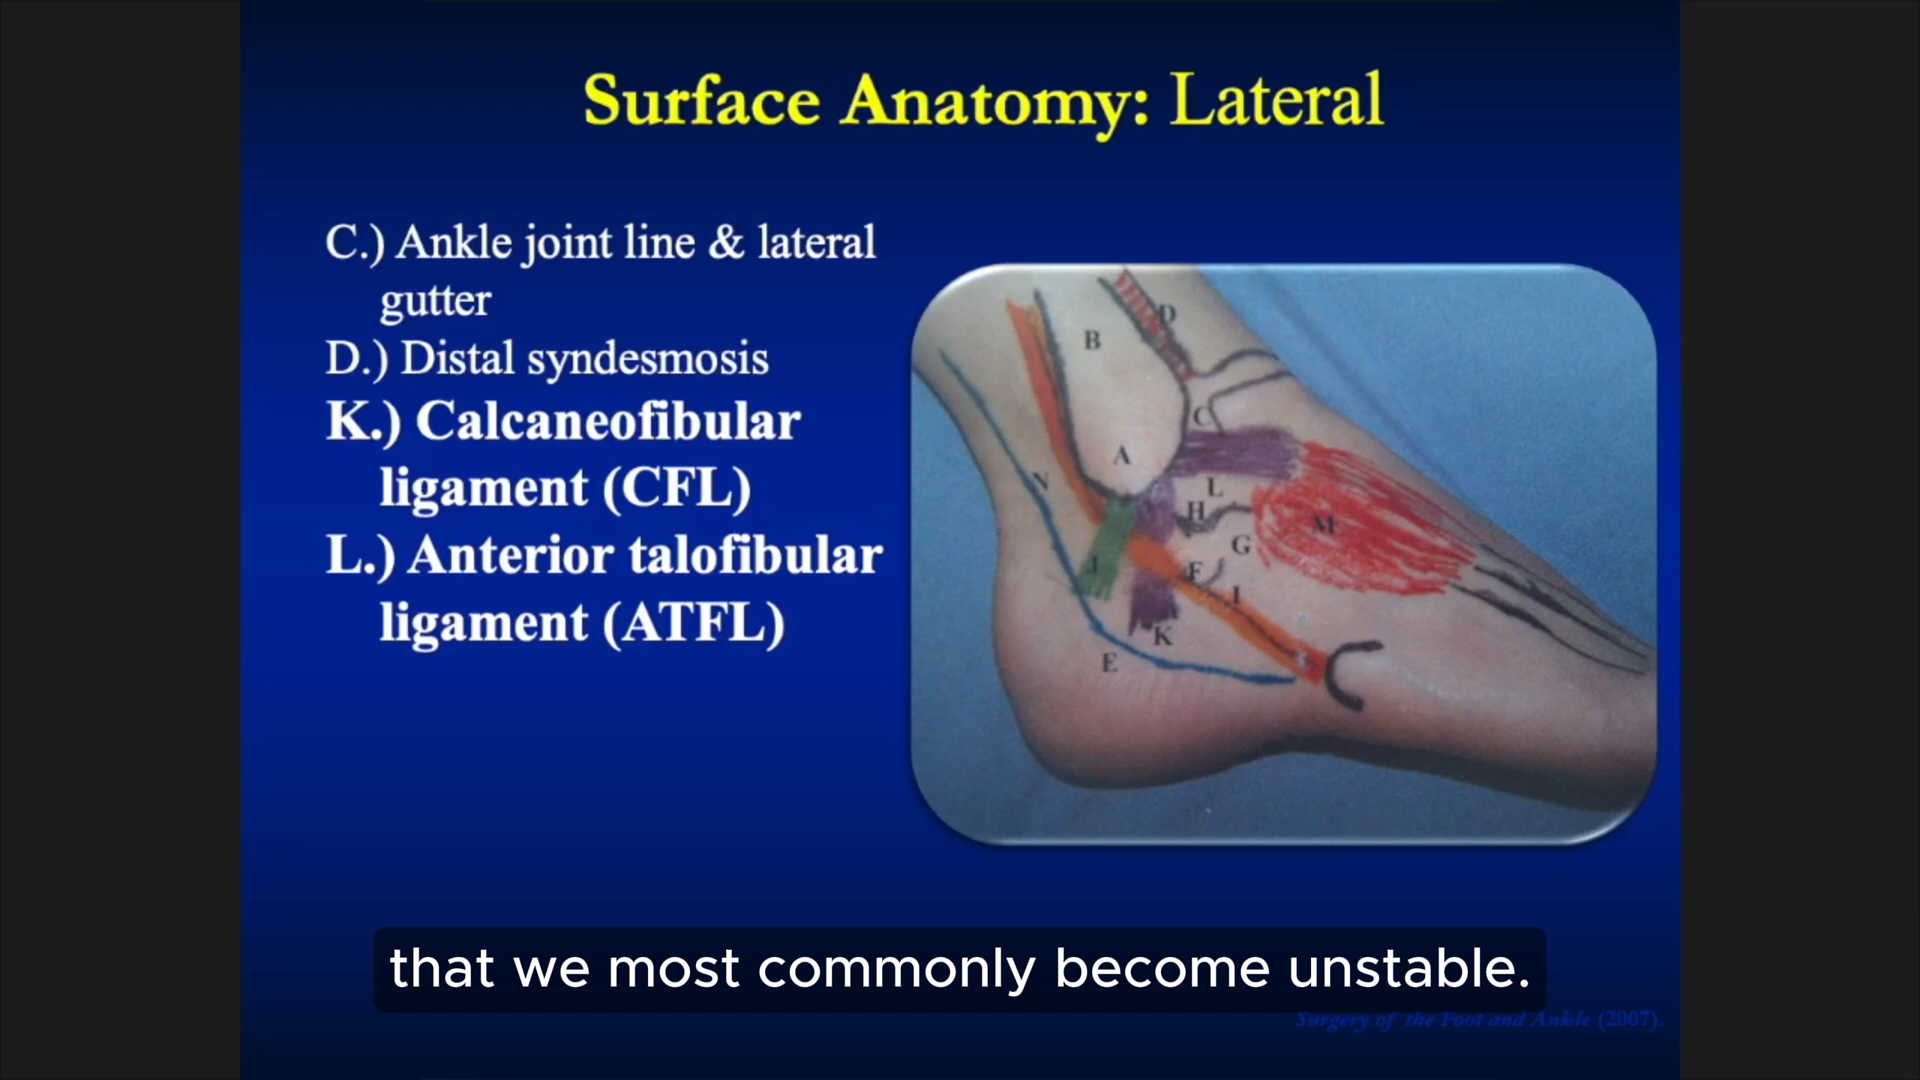 Surface Anatomy: Lateral
C.) Ankle joint line & lateral
gutter
D.) Distal syndesmosis
K.) Calcaneofibular
ligament (CFL)
L.) Anterior talofibular
ligament (ATFL)
D
B
C
A
N
L
H
M
G
J
F
I
K
E
that we most commonly become unstable.
Surgery of the Foot and Ankle (2007).